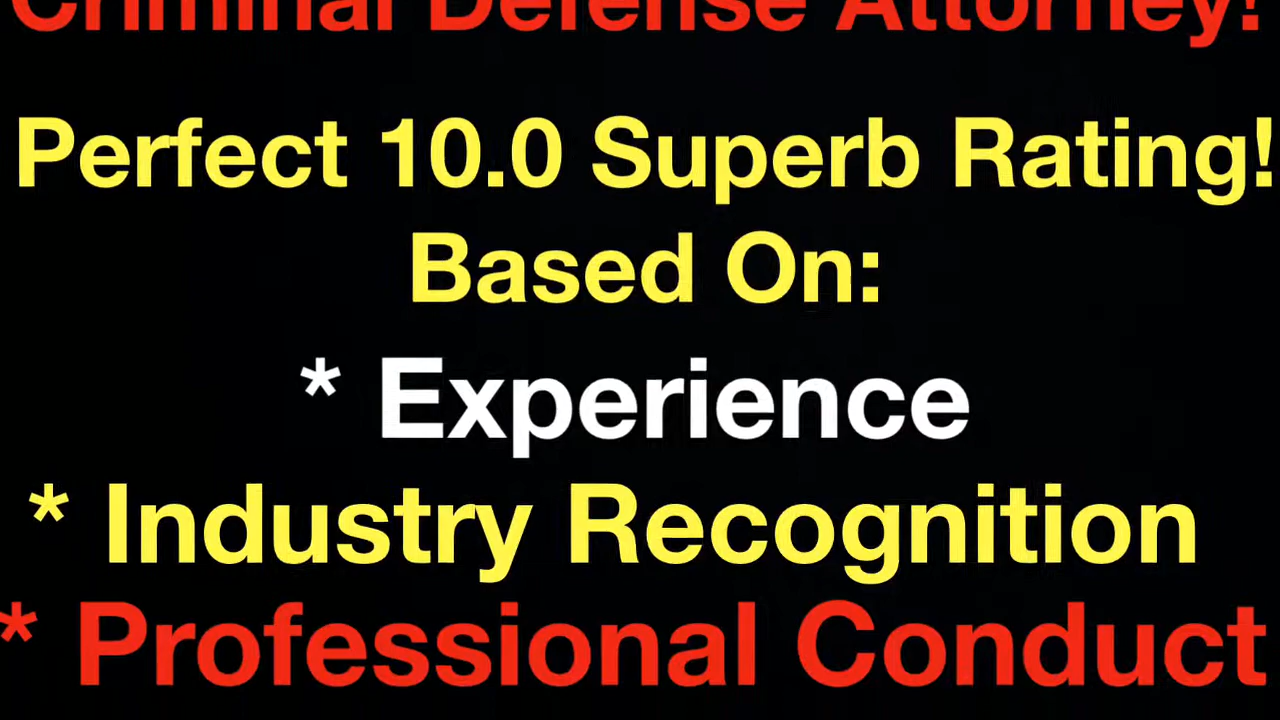 Criminal Defense Attorney!
Perfect 10.0 Superb Rating!
Based On:
* Experience
* Industry Recognition
* Professional Conduct